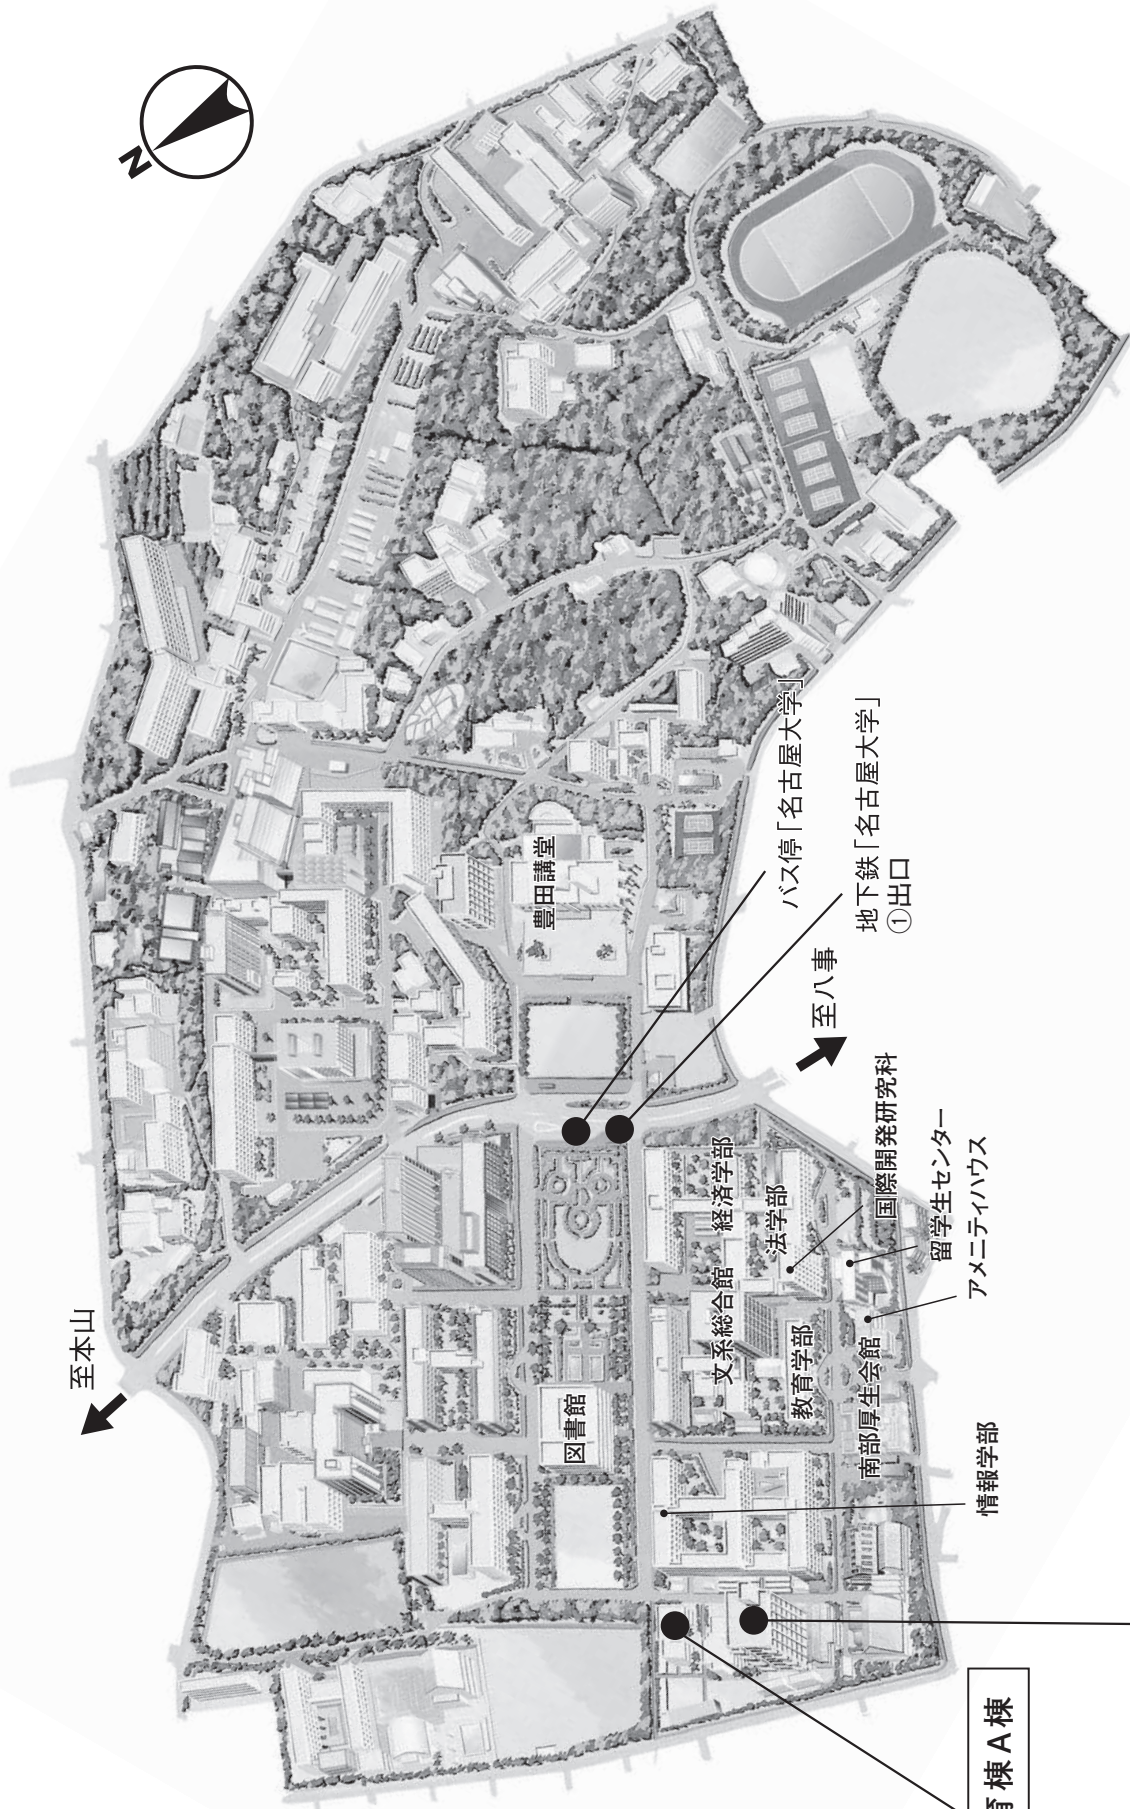 N
至本山
豊田講堂
バス停「名古屋大学」
地下鉄「名古屋大学」
①出口
至八事
経済学部
法学部
国際開発研究科
留学生センター
アメニティハウス
文系総合館
教育学部
南部厚生会館
図書館
情報学部
育棟A棟